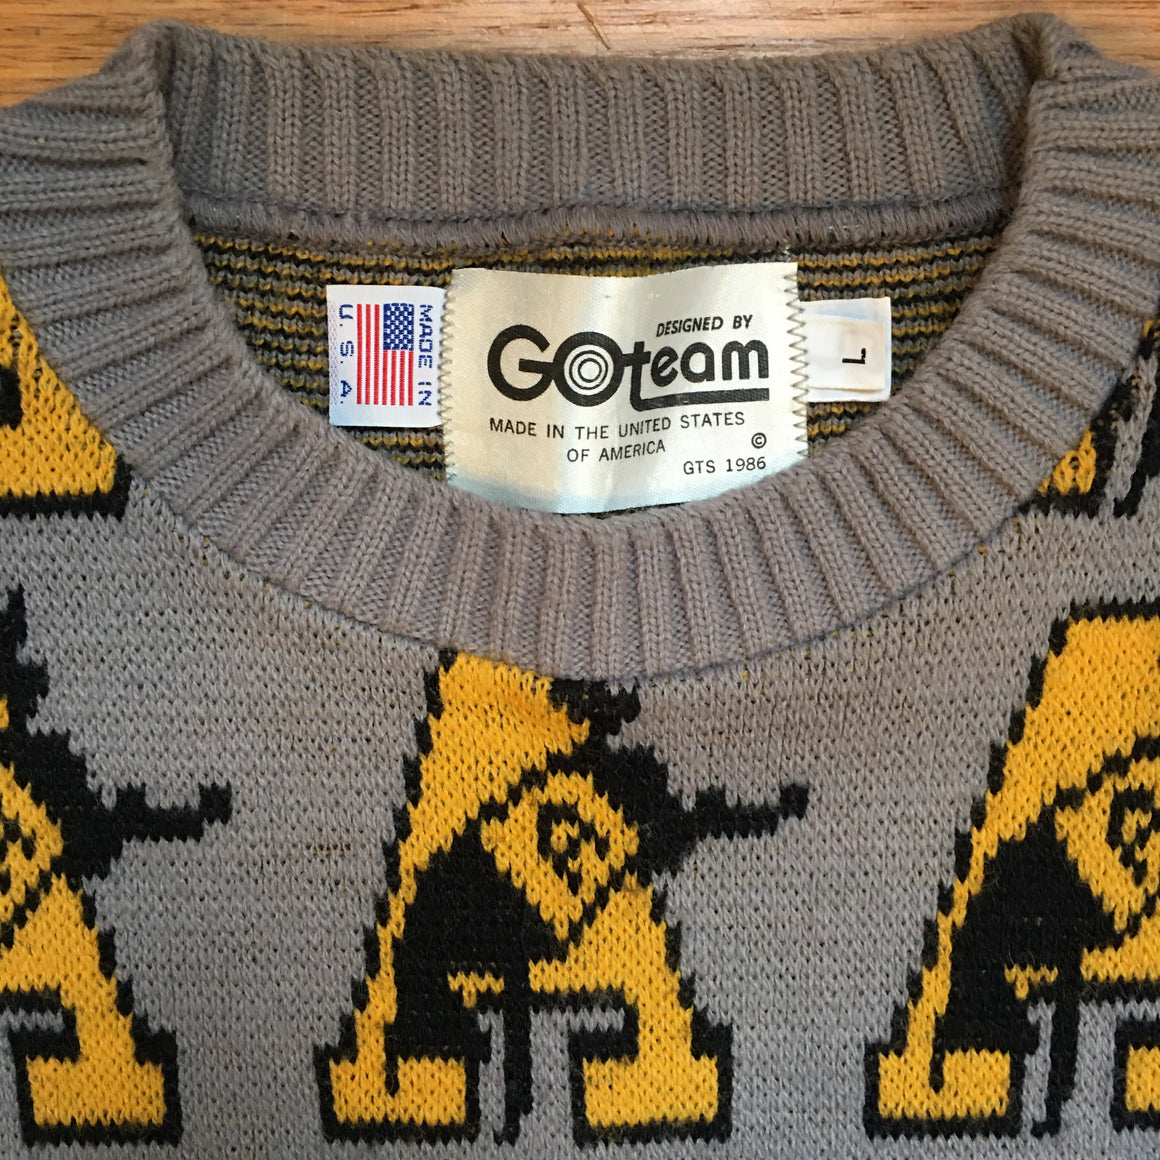 MADE IN
U.S.A.
DESIGNED BY
GOteam
MADE IN THE UNITED STATES
OF AMERICA
©
GTS 1986
L
A
A
A